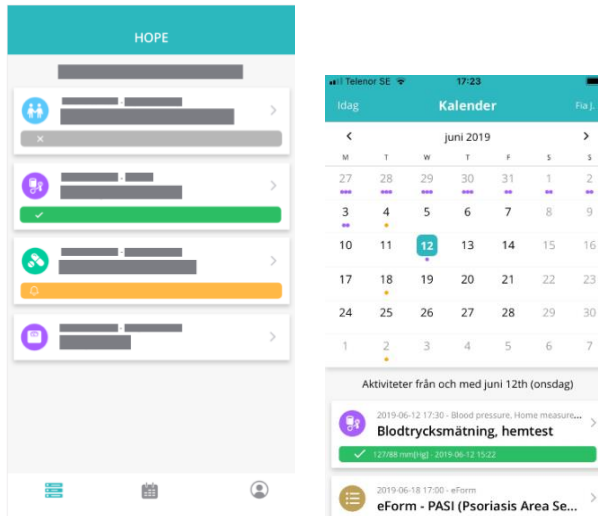 HOPE
Telenor SE 17:23
Idag Kalender Fia J.
juni 2019
M T W T F S S
27 28 29 30 31 1 2
3 4 5 6 7 8 9
10 11 12 13 14 15 16
17 18 19 20 21 22 23
24 25 26 27 28 29 30
1 2 3 4 5 6 7
Aktiviteter från och med juni 12th (onsdag)
2019-06-12 17:30 - Blood pressure, Home measure...
Blodtrycksmätning, hemtest
127/88 mm[Hg] - 2019-06-12 15:22
2019-06-18 17:00 - eForm
eForm - PASI (Psoriasis Area Se...